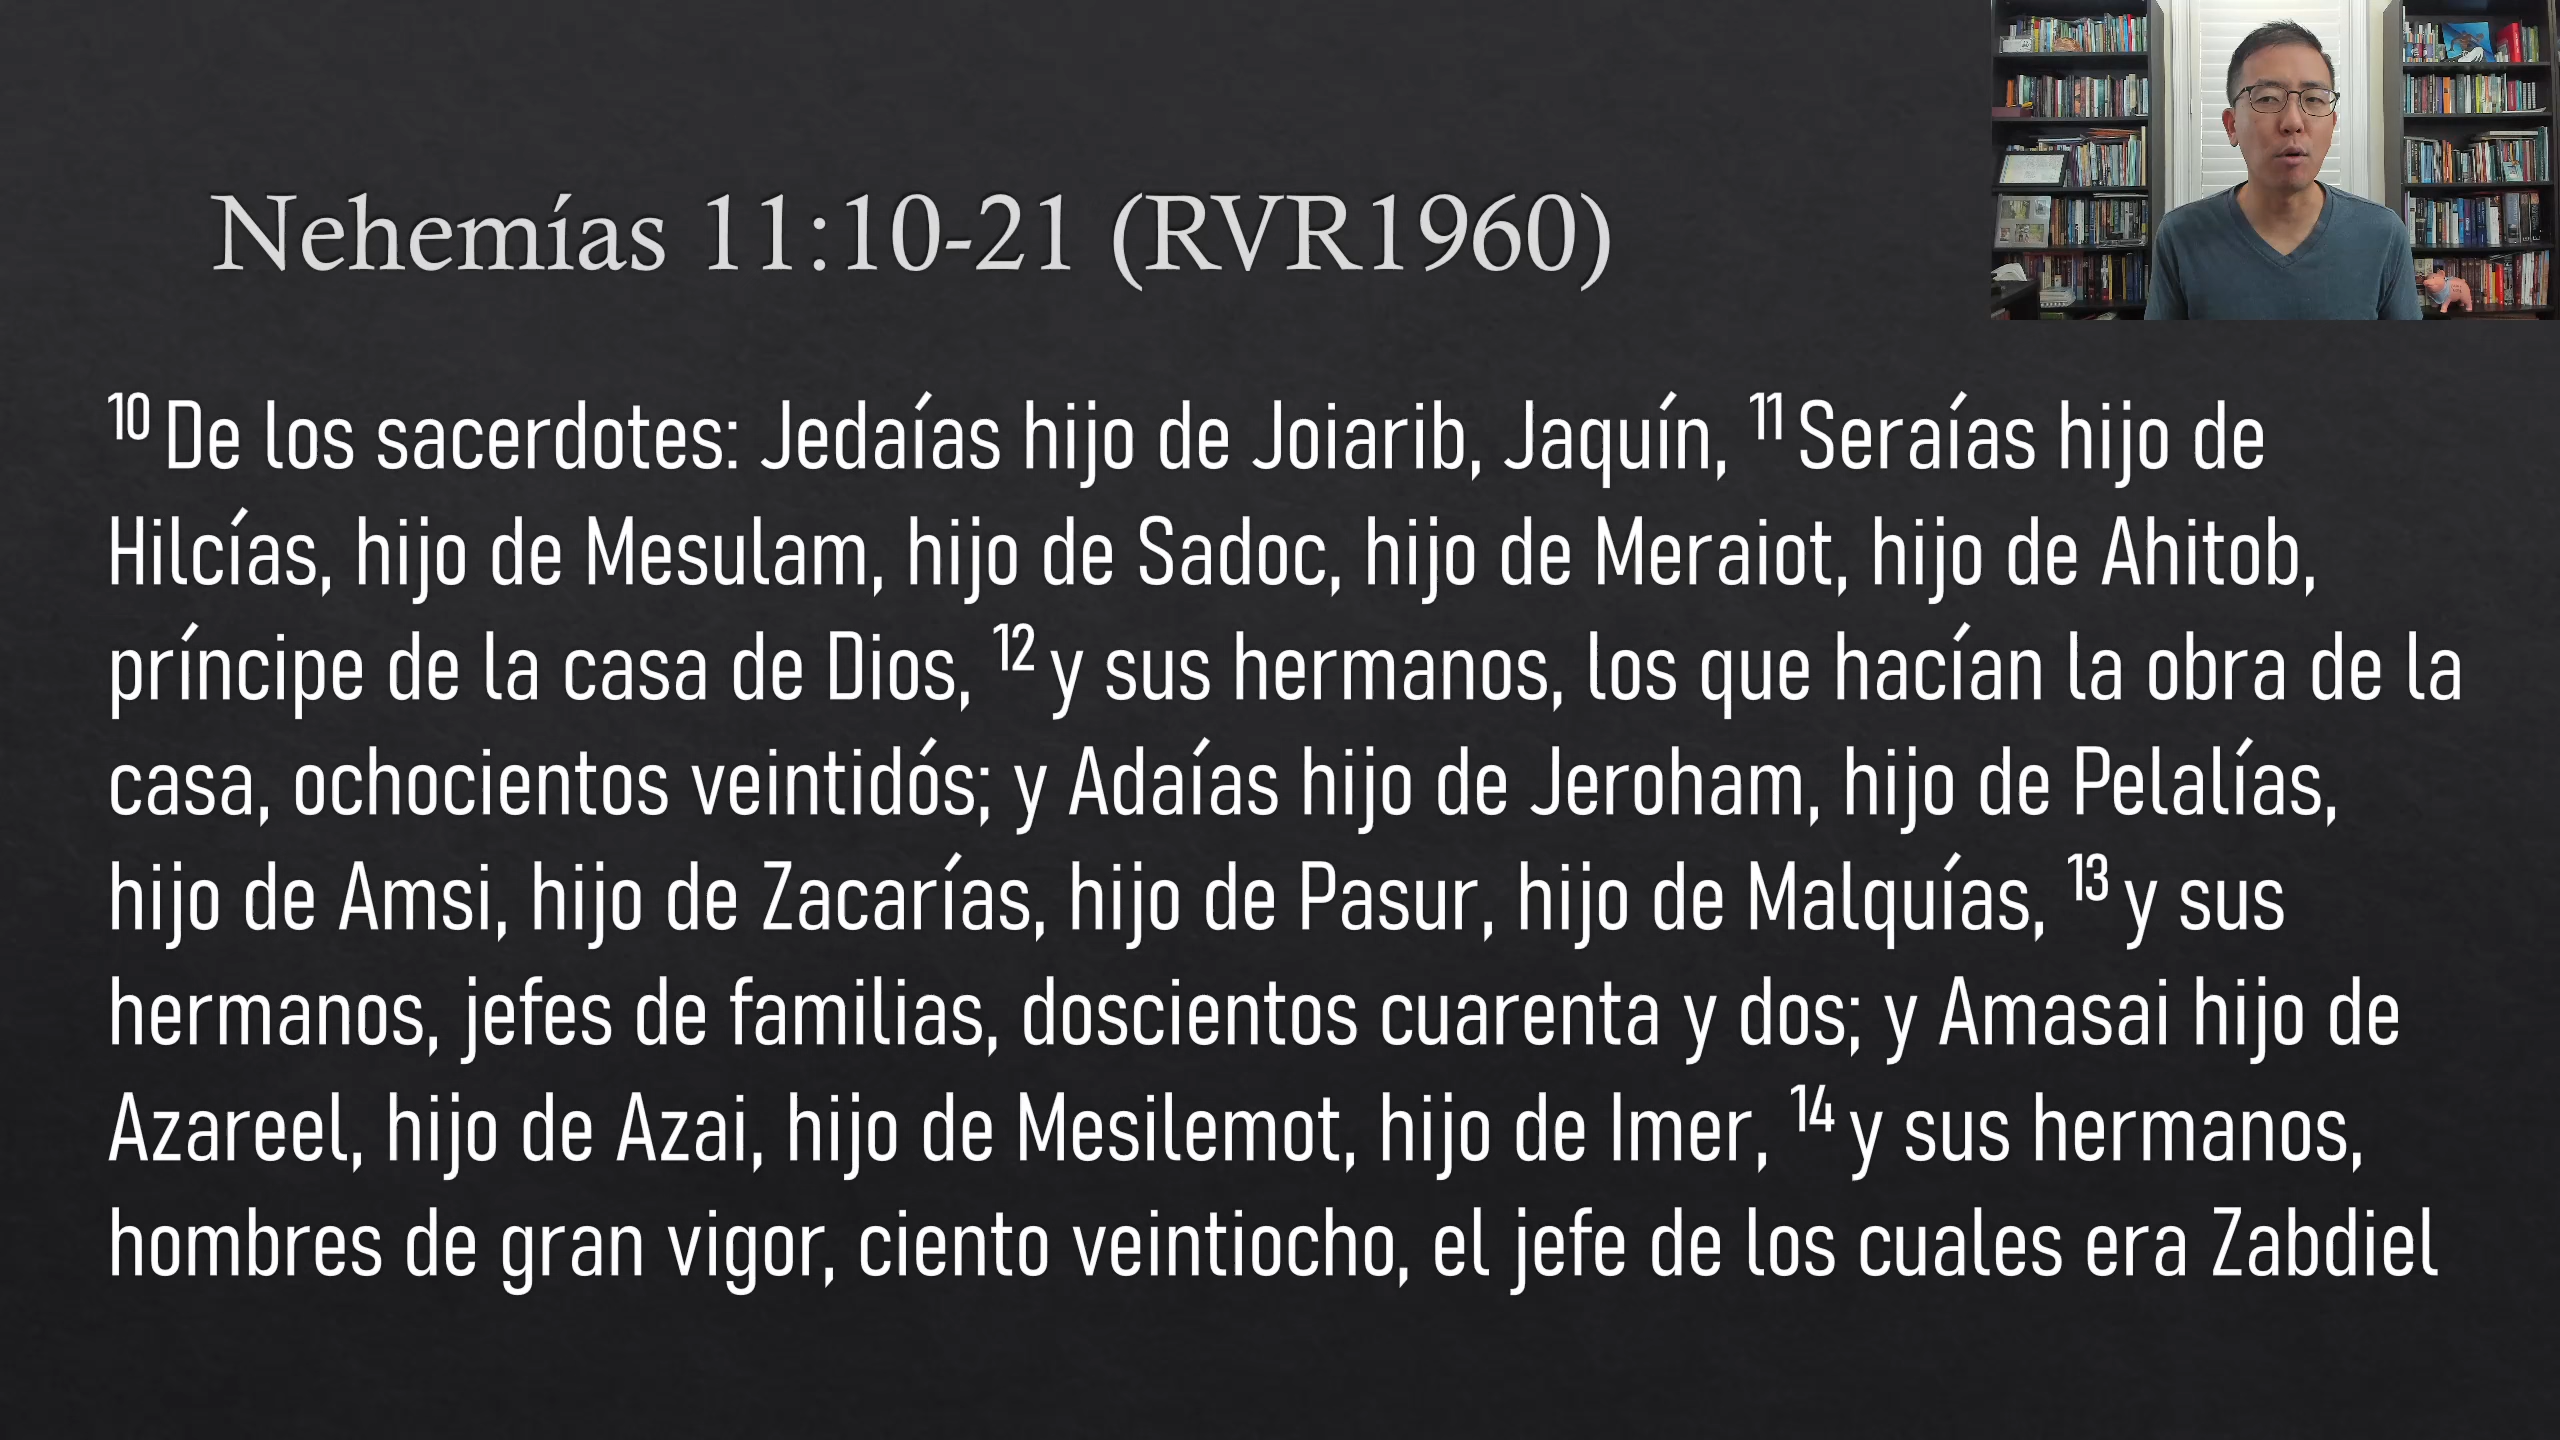 Nehemías 11:10-21 (RVR1960)
10 De los sacerdotes: Jedaías hijo de Joiarib, Jaquín, 11 Seraías hijo de
Hilcías, hijo de Mesulam, hijo de Sadoc, hijo de Meraiot, hijo de Ahitob,
príncipe de la casa de Dios, 12 y sus hermanos, los que hacían la obra de la
casa, ochocientos veintidós; y Adaías hijo de Jeroham, hijo de Pelalías,
hijo de Amsi, hijo de Zacarías, hijo de Pasur, hijo de Malquías, 13 y sus
hermanos, jefes de familias, doscientos cuarenta y dos; y Amasai hijo de
Azareel, hijo de Azai, hijo de Mesilemot, hijo de Imer, 14 y sus hermanos,
hombres de gran vigor, ciento veintiocho, el jefe de los cuales era Zabdiel